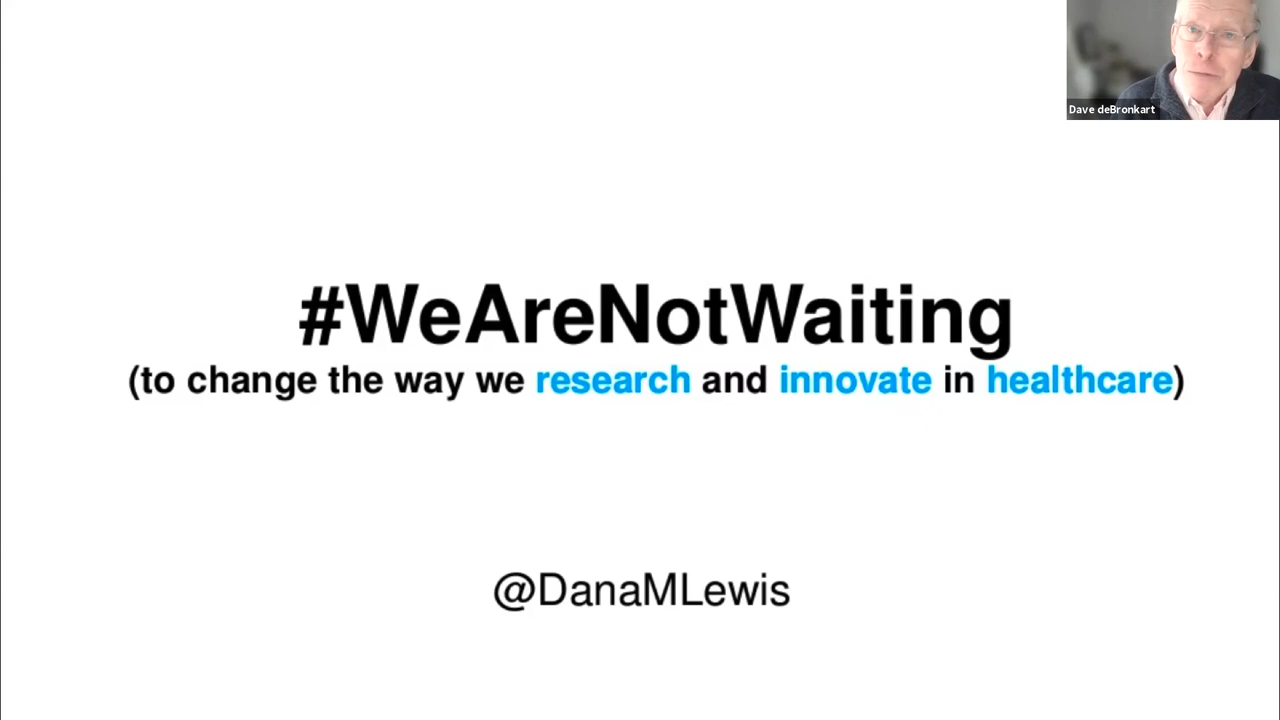 Dave deBronkart
#WeAreNotWaiting
(to change the way we research and innovate in healthcare)
@DanaMLewis